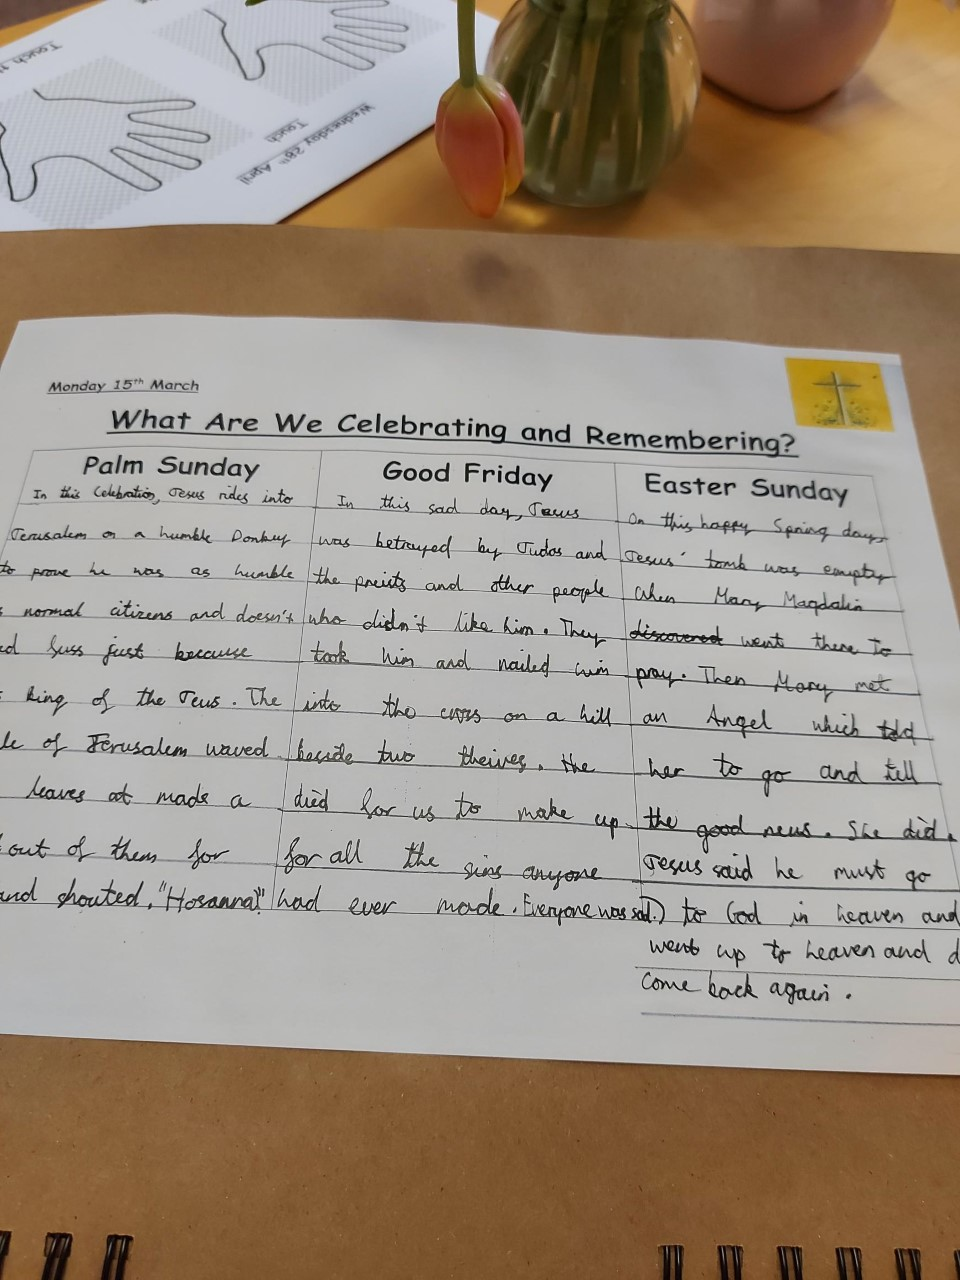 Touch
Wednesday 28th April
Touch
Monday 15th March
What Are We Celebrating and Remembering?
Palm Sunday
In this Celebration, Jesus rides into
Jerusalem on a humble Donkey
to prove he was as humble
normal citizens and doesn't
fuss just because
king of the Jeus. The
of Jerusalem waved
leaves at made a
out of them for
and shouted, "Hosanna!"
Good Friday
In this sad day, Jesus
was betrayed by Judas and
the preists and other people
who didn't like him. They
took him and nailed him
into the cross on a hill
beside two theives. He
died for us to make up
for all the sins anyone
had ever made. Everyone was sad.)
Easter Sunday
On this happy Spring day,
Jesus' tomb was empty
when Mary Magdalin
discovered went there to
pray. Then Mary met
an Angel which told
her to go and tell
the good news. She did.
Jesus said he must go
to God in heaven and
went up to heaven and
come back again.